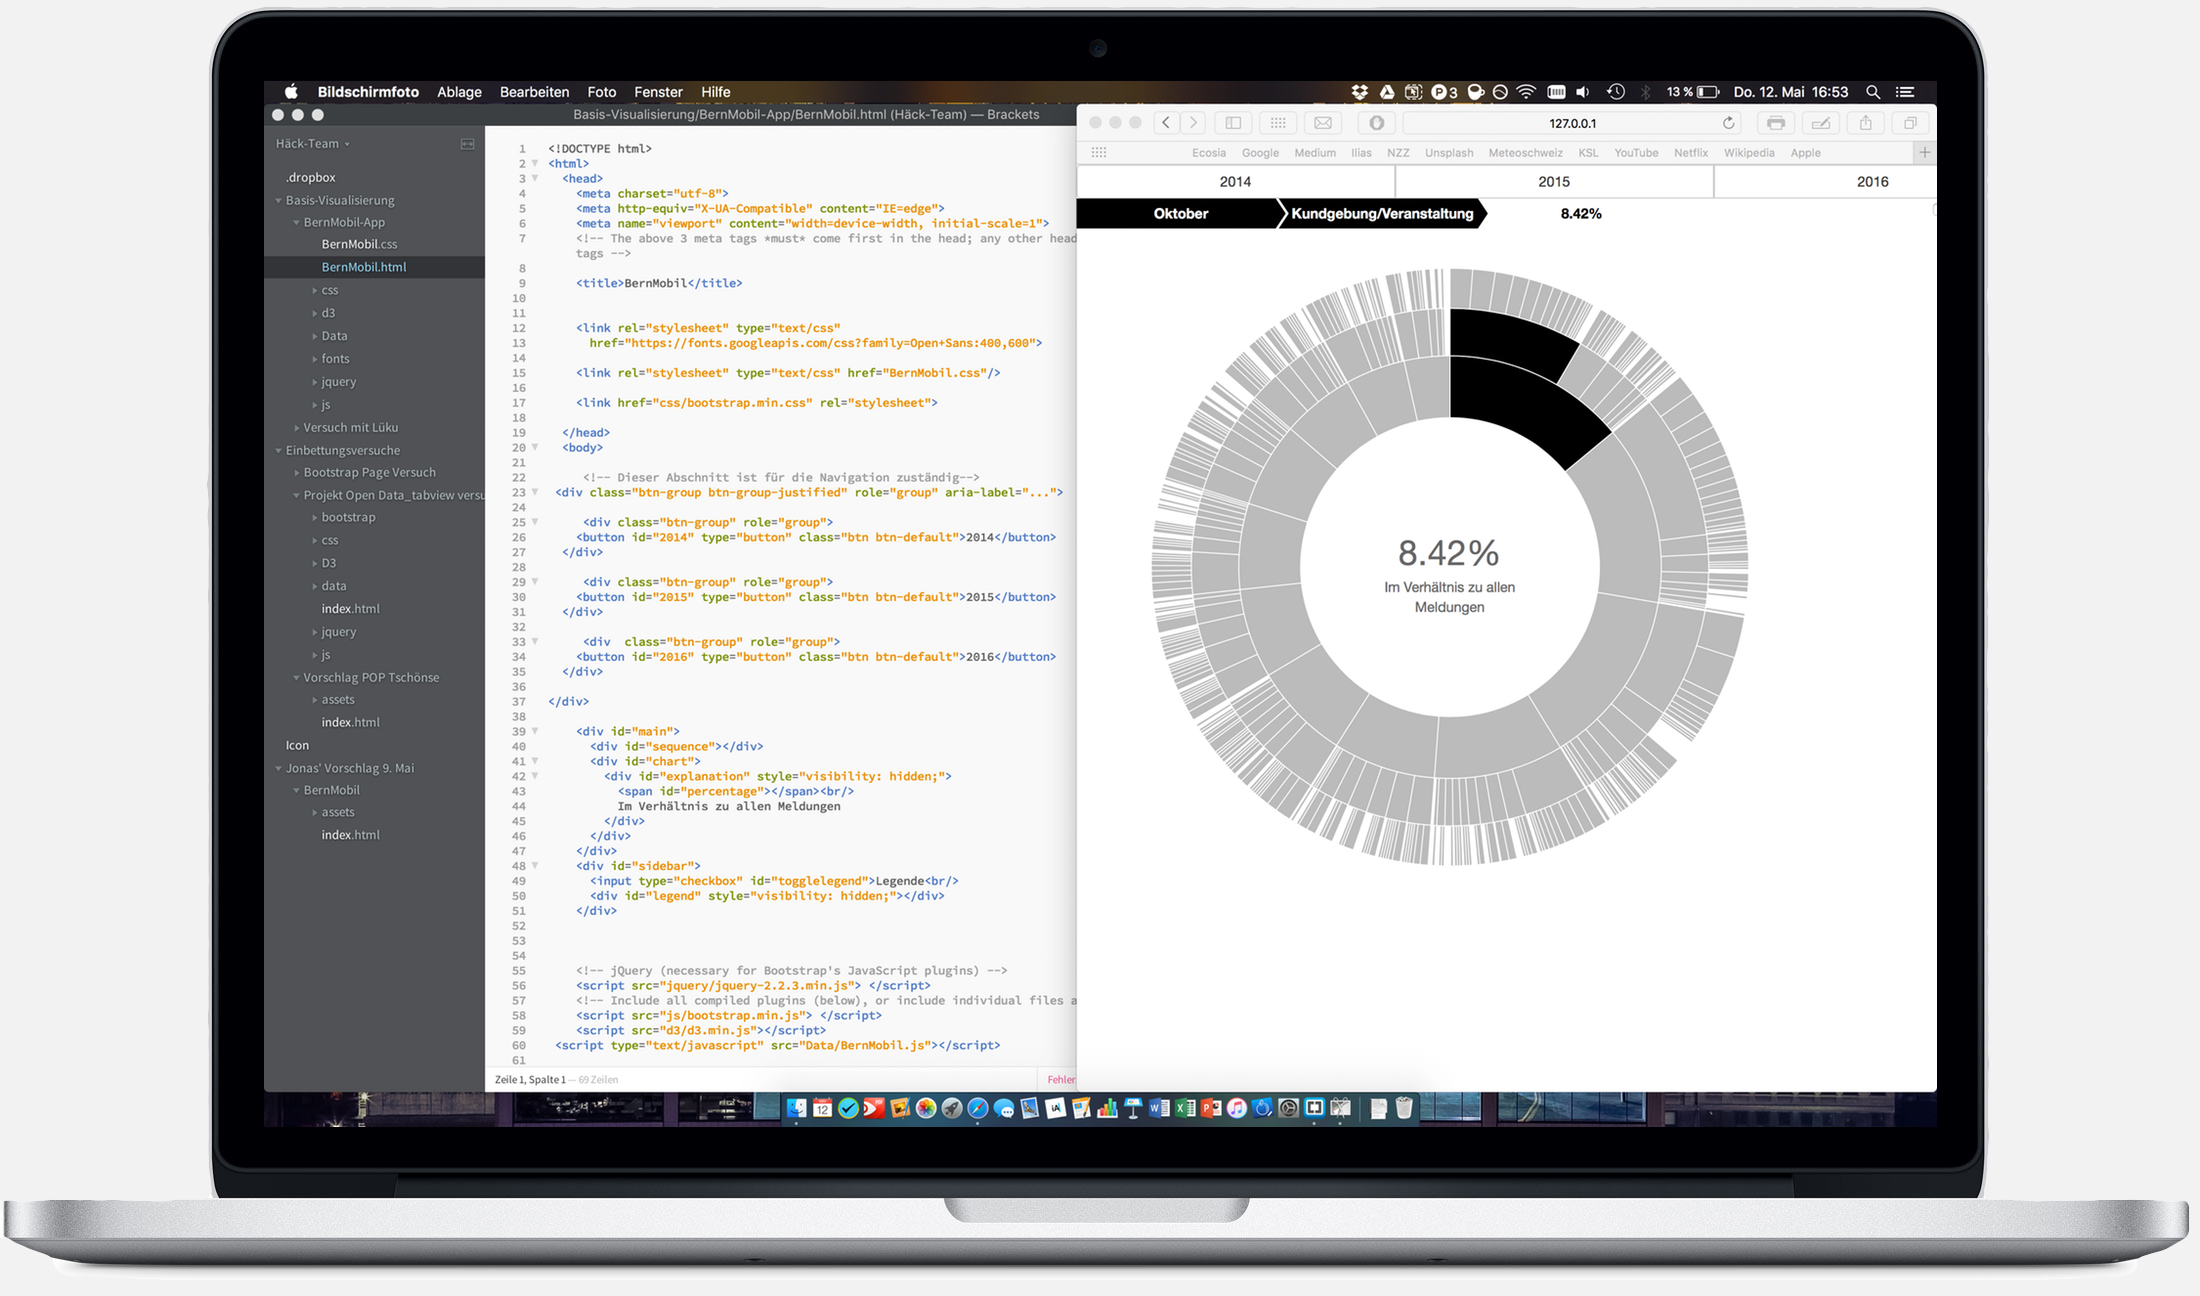 Bildschirmfoto Ablage Bearbeiten Foto Fenster Hilfe
3 13 % Do. 12. Mai 16:53
Basis-Visualisierung/BernMobil-App/BernMobil.html (Häck-Team) — Brackets
Häck-Team
.dropbox
Basis-Visualisierung
BernMobil-App
BernMobil.css
BernMobil.html
css
d3
Data
fonts
jquery
js
Versuch mit Lüku
Einbettungsversuche
Bootstrap Page Versuch
Projekt Open Data_tabview versu
bootstrap
css
D3
data
index.html
jquery
js
Vorschlag POP Tschönse
assets
index.html
Icon
Jonas' Vorschlag 9. Mai
BernMobil
assets
index.html
1 <!DOCTYPE html>
2 <html>
3 <head>
4 <meta charset="utf-8">
5 <meta http-equiv="X-UA-Compatible" content="IE=edge">
6 <meta name="viewport" content="width=device-width, initial-scale=1">
7 <!-- The above 3 meta tags *must* come first in the head; any other head
tags -->
8
9 <title>BernMobil</title>
10
11
12 <link rel="stylesheet" type="text/css"
13 href="https://fonts.googleapis.com/css?family=Open+Sans:400,600">
14
15 <link rel="stylesheet" type="text/css" href="BernMobil.css"/>
16
17 <link href="css/bootstrap.min.css" rel="stylesheet">
18
19 </head>
20 <body>
21
22 <!-- Dieser Abschnitt ist für die Navigation zuständig-->
23 <div class="btn-group btn-group-justified" role="group" aria-label="...">
24
25 <div class="btn-group" role="group">
26 <button id="2014" type="button" class="btn btn-default">2014</button>
27 </div>
28
29 <div class="btn-group" role="group">
30 <button id="2015" type="button" class="btn btn-default">2015</button>
31 </div>
32
33 <div  class="btn-group" role="group">
34 <button id="2016" type="button" class="btn btn-default">2016</button>
35 </div>
36
37 </div>
38
39 <div id="main">
40 <div id="sequence"></div>
41 <div id="chart">
42 <div id="explanation" style="visibility: hidden;">
43 <span id="percentage"></span><br/>
44 Im Verhältnis zu allen Meldungen
45 </div>
46 </div>
47 </div>
48 <div id="sidebar">
49 <input type="checkbox" id="togglelegend">Legende<br/>
50 <div id="legend" style="visibility: hidden;"></div>
51 </div>
52
53
54
55 <!-- jQuery (necessary for Bootstrap's JavaScript plugins) -->
56 <script src="jquery/jquery-2.2.3.min.js"> </script>
57 <!-- Include all compiled plugins (below), or include individual files a
58 <script src="js/bootstrap.min.js"> </script>
59 <script src="d3/d3.min.js"></script>
60 <script type="text/javascript" src="Data/BernMobil.js"></script>
61
Zeile 1, Spalte 1 — 69 Zeilen
Fehler
127.0.0.1
Ecosia Google Medium Ilias NZZ Unsplash Meteoschweiz KSL YouTube Netflix Wikipedia Apple
2014 2015 2016
Oktober Kundgebung/Veranstaltung 8.42%
8.42%
Im Verhältnis zu allen
Meldungen
12